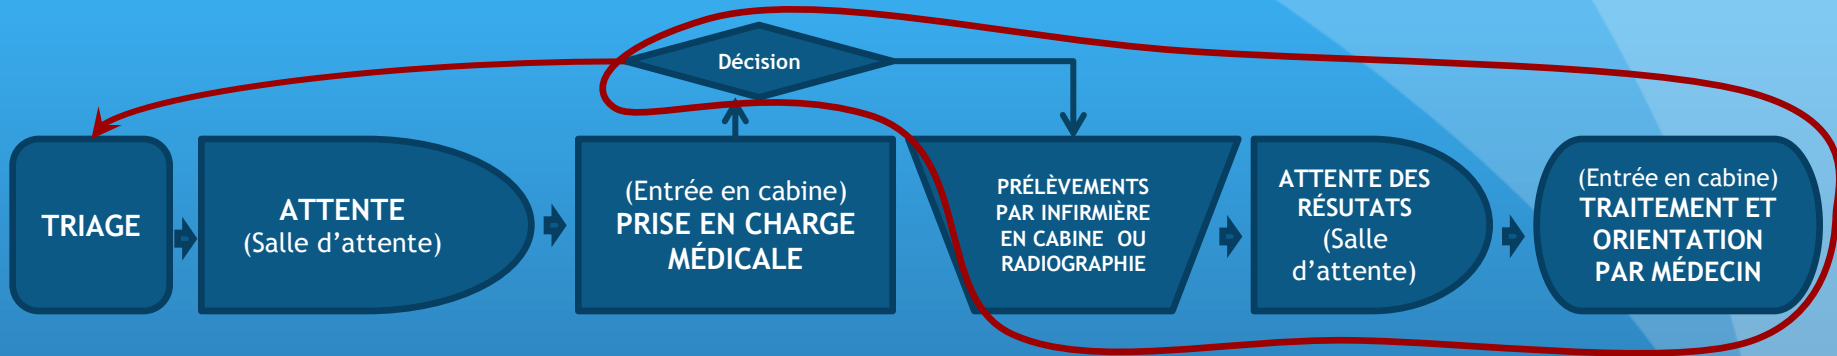 Décision
TRIAGE
ATTENTE
(Salle d'attente)
(Entrée en cabine)
PRISE EN CHARGE
MÉDICALE
PRÉLÈVEMENTS
PAR INFIRMIÈRE
EN CABINE OU
RADIOGRAPHIE
ATTENTE DES
RÉSUTATS
(Salle
d'attente)
(Entrée en cabine)
TRAITEMENT ET
ORIENTATION
PAR MÉDECIN